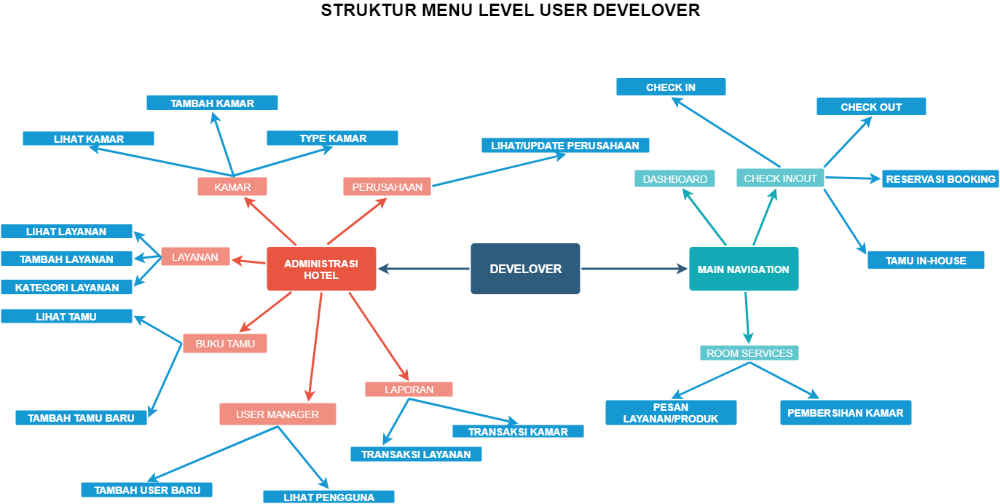 STRUKTUR MENU LEVEL USER DEVELOVER
CHECK IN
TAMBAH KAMAR
CHECK OUT
LIHAT KAMAR
TYPE KAMAR
LIHAT/UPDATE PERUSAHAAN
KAMAR
PERUSAHAAN
DASHBOARD
CHECK IN/OUT
RESERVASI BOOKING
LIHAT LAYANAN
TAMBAH LAYANAN
KATEGORI LAYANAN
LAYANAN
ADMINISTRASI
HOTEL
DEVELOVER
MAIN NAVIGATION
TAMU IN-HOUSE
LIHAT TAMU
BUKU TAMU
ROOM SERVICES
LAPORAN
TAMBAH TAMU BARU
USER MANAGER
PESAN
LAYANAN/PRODUK
PEMBERSIHAN KAMAR
TRANSAKSI KAMAR
TRANSAKSI LAYANAN
TAMBAH USER BARU
LIHAT PENGGUNA